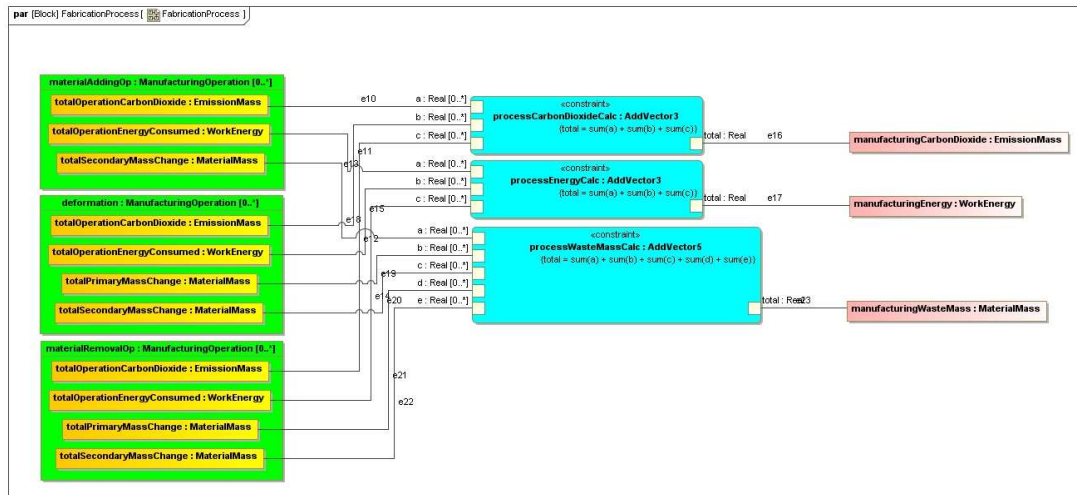 par [Block] FabricationProcess [ FabricationProcess ]
materialAddingOp : ManufacturingOperation [0..*]
totalOperationCarbonDioxide : EmissionMass
totalOperationEnergyConsumed : WorkEnergy
totalSecondaryMassChange : MaterialMass
deformation : ManufacturingOperation [0..*]
totalOperationCarbonDioxide : EmissionMass
totalOperationEnergyConsumed : WorkEnergy
totalPrimaryMassChange : MaterialMass
totalSecondaryMassChange : MaterialMass
materialRemovalOp : ManufacturingOperation [0..*]
totalOperationCarbonDioxide : EmissionMass
totalOperationEnergyConsumed : WorkEnergy
totalPrimaryMassChange : MaterialMass
totalSecondaryMassChange : MaterialMass
e10
e11
e13
e15
e18
e12
e19
e14
e20
e21
e22
a : Real [0..*]
b : Real [0..*]
c : Real [0..*]
«constraint»
processCarbonDioxideCalc : AddVector3
{total = sum(a) + sum(b) + sum(c)}
total : Real
e16
manufacturingCarbonDioxide : EmissionMass
a : Real [0..*]
b : Real [0..*]
c : Real [0..*]
«constraint»
processEnergyCalc : AddVector3
{total = sum(a) + sum(b) + sum(c)}
total : Real
e17
manufacturingEnergy : WorkEnergy
a : Real [0..*]
b : Real [0..*]
c : Real [0..*]
d : Real [0..*]
e : Real [0..*]
«constraint»
processWasteMassCalc : AddVector5
{total = sum(a) + sum(b) + sum(c) + sum(d) + sum(e)}
total : Real
e23
manufacturingWasteMass : MaterialMass